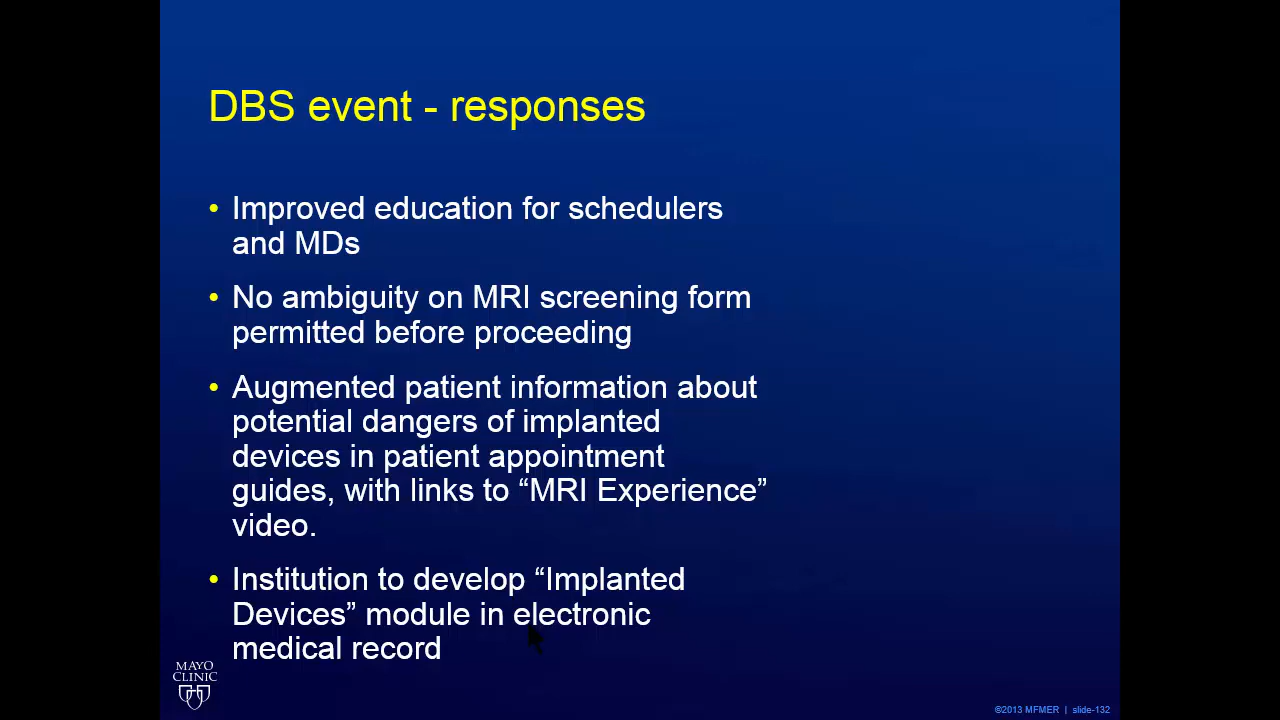 DBS event - responses
• Improved education for schedulers
and MDs
• No ambiguity on MRI screening form
permitted before proceeding
• Augmented patient information about
potential dangers of implanted
devices in patient appointment
guides, with links to “MRI Experience”
video.
• Institution to develop “Implanted
Devices” module in electronic
medical record
MAYO
CLINIC
©2013 MFMER | slide-132